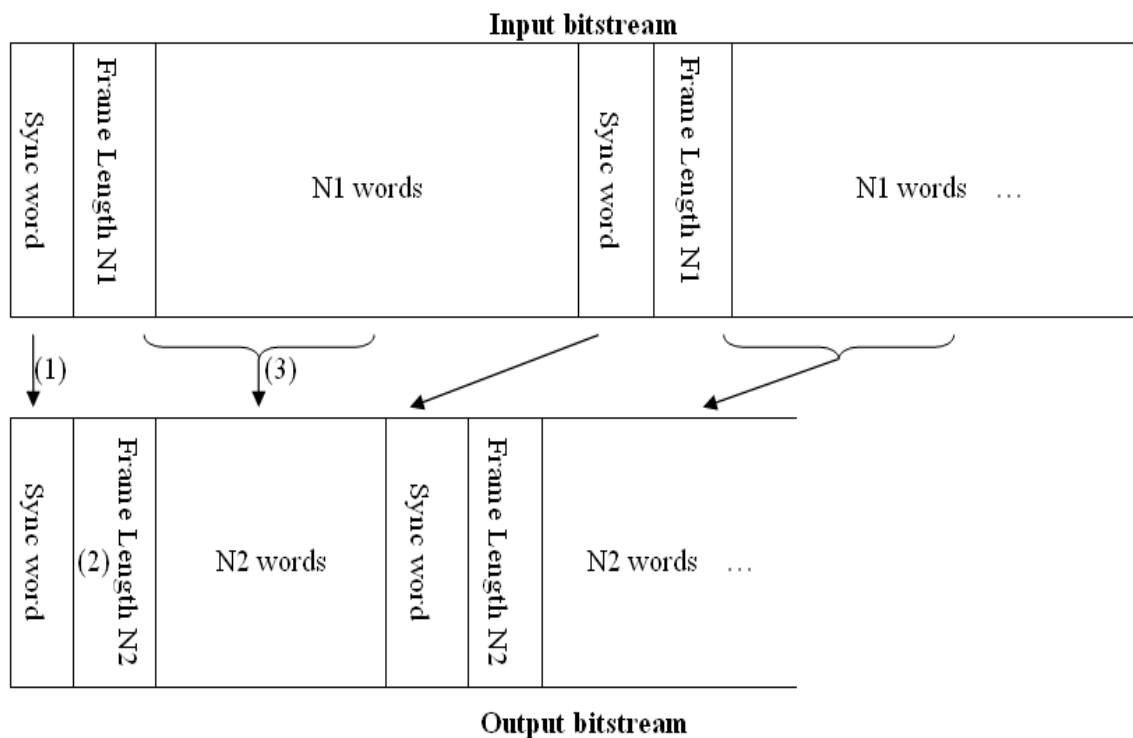 Input bitstream
Sync word
Frame Length N1
N1 words
Sync word
Frame Length N1
N1 words …
(1)
(3)
Sync word
(2)
Frame Length N2
N2 words
Sync word
Frame Length N2
N2 words …
Output bitstream